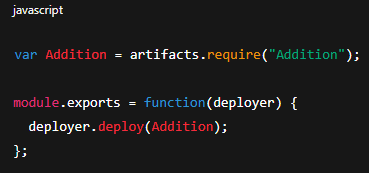 javascript
var Addition = artifacts.require("Addition");
module.exports = function(deployer) {
  deployer.deploy(Addition);
};